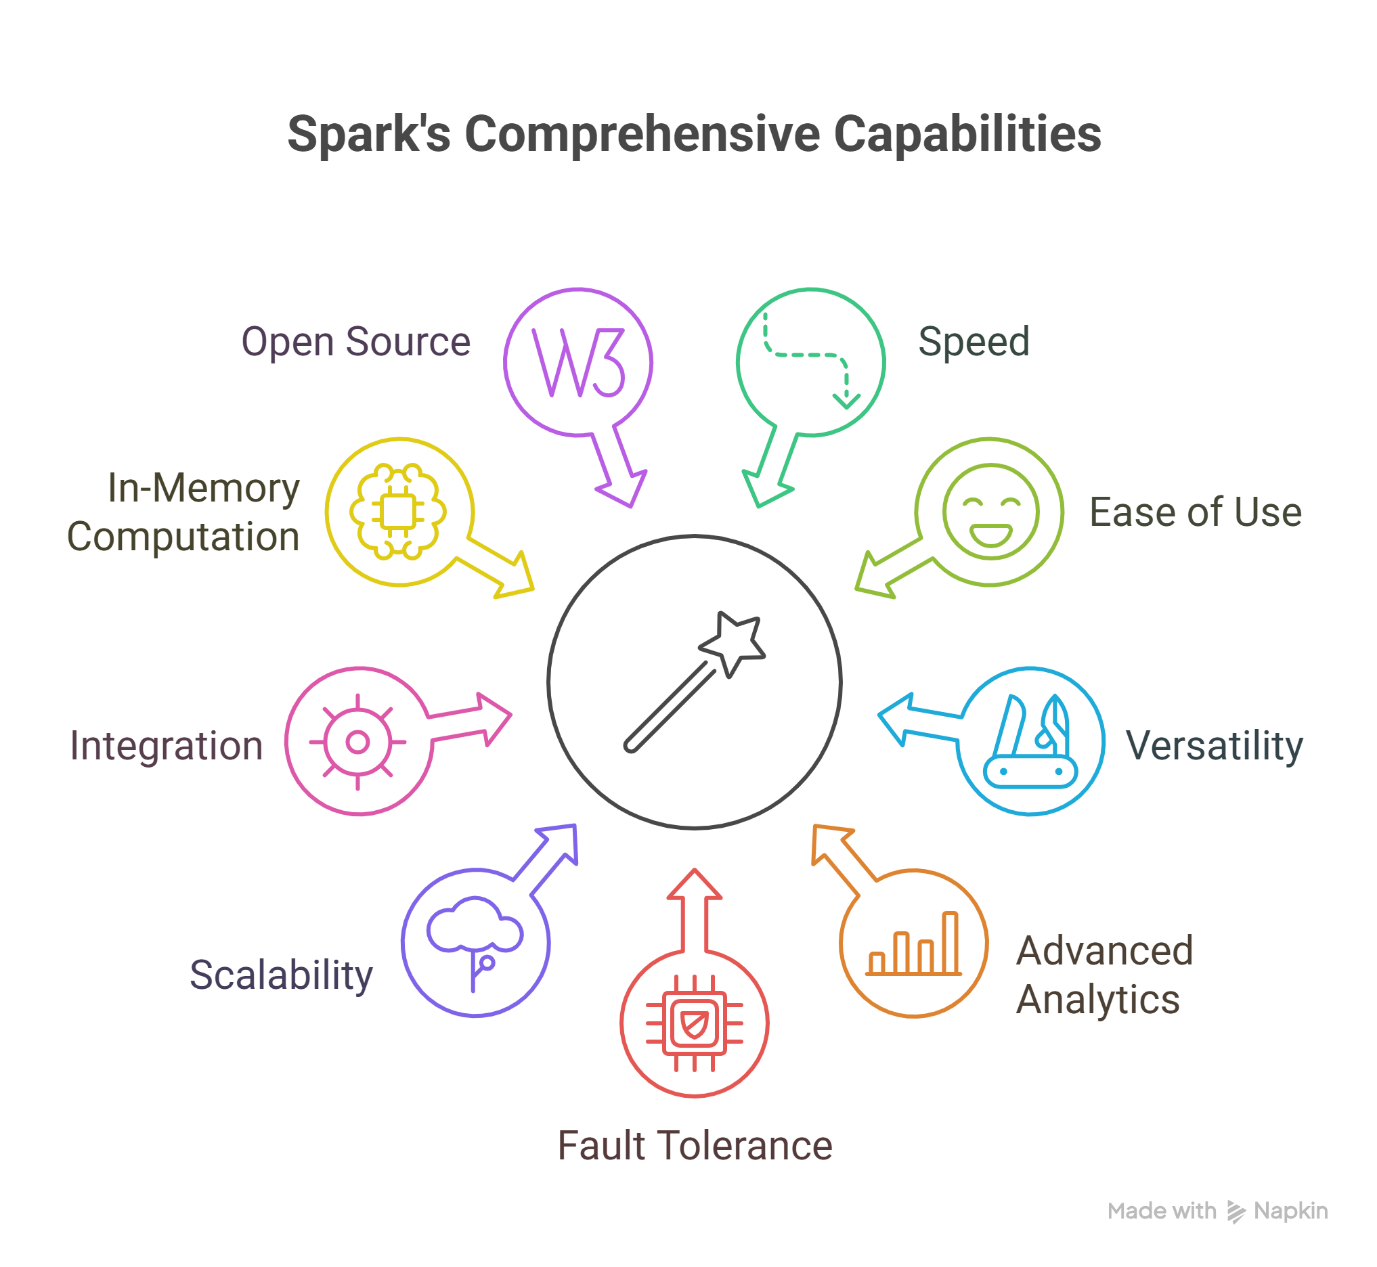 Spark's Comprehensive Capabilities
Open Source
W3
Speed
In-Memory
Computation
Ease of Use
Integration
Versatility
Scalability
Advanced
Analytics
Fault Tolerance
Made with Napkin